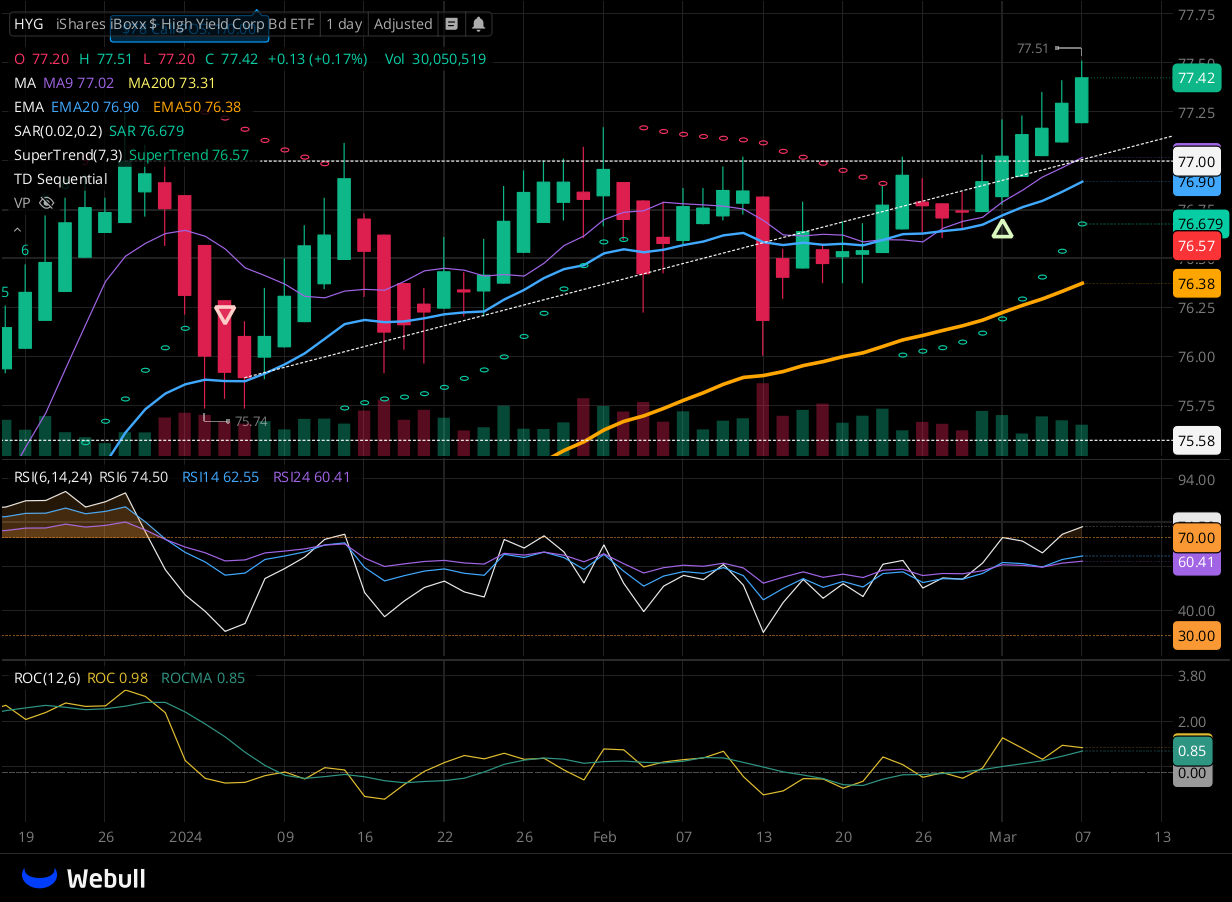 HYG iShares iBoxx $ High Yield Corp Bd ETF 1 day Adjusted
O 77.20 H 77.51 L 77.20 C 77.42 +0.13 (+0.17%) Vol 30,050,519
MA MA9 77.02 MA200 73.31
EMA EMA20 76.90 EMA50 76.38
SAR(0.02,0.2) SAR 76.679
SuperTrend(7,3) SuperTrend 76.57
TD Sequential
VP
6
5
77.51
75.74
77.75
77.50
77.42
77.25
77.00
76.90
76.75
76.679
76.57
76.50
76.38
76.25
76.00
75.75
75.58
RSI(6,14,24) RSI6 74.50 RSI14 62.55 RSI24 60.41
94.00
70.00
60.41
40.00
30.00
ROC(12,6) ROC 0.98 ROCMA 0.85
3.80
2.00
0.85
0.00
19 26 2024 09 16 22 26 Feb 07 13 20 26 Mar 07 13
Webull